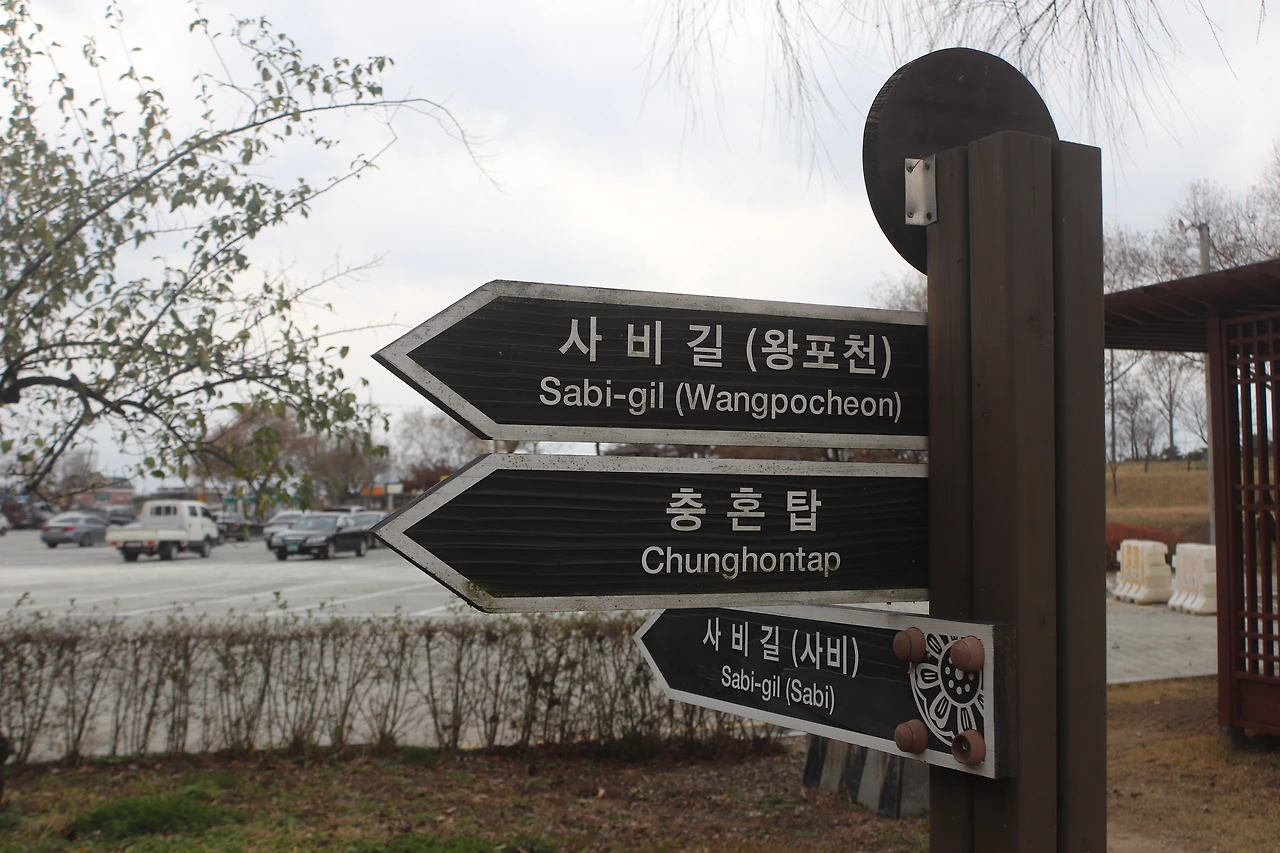 사비길 (왕포천)
Sabi-gil (Wangpocheon)
충혼탑
Chunghontap
사비길 (사비)
Sabi-gil (Sabi)